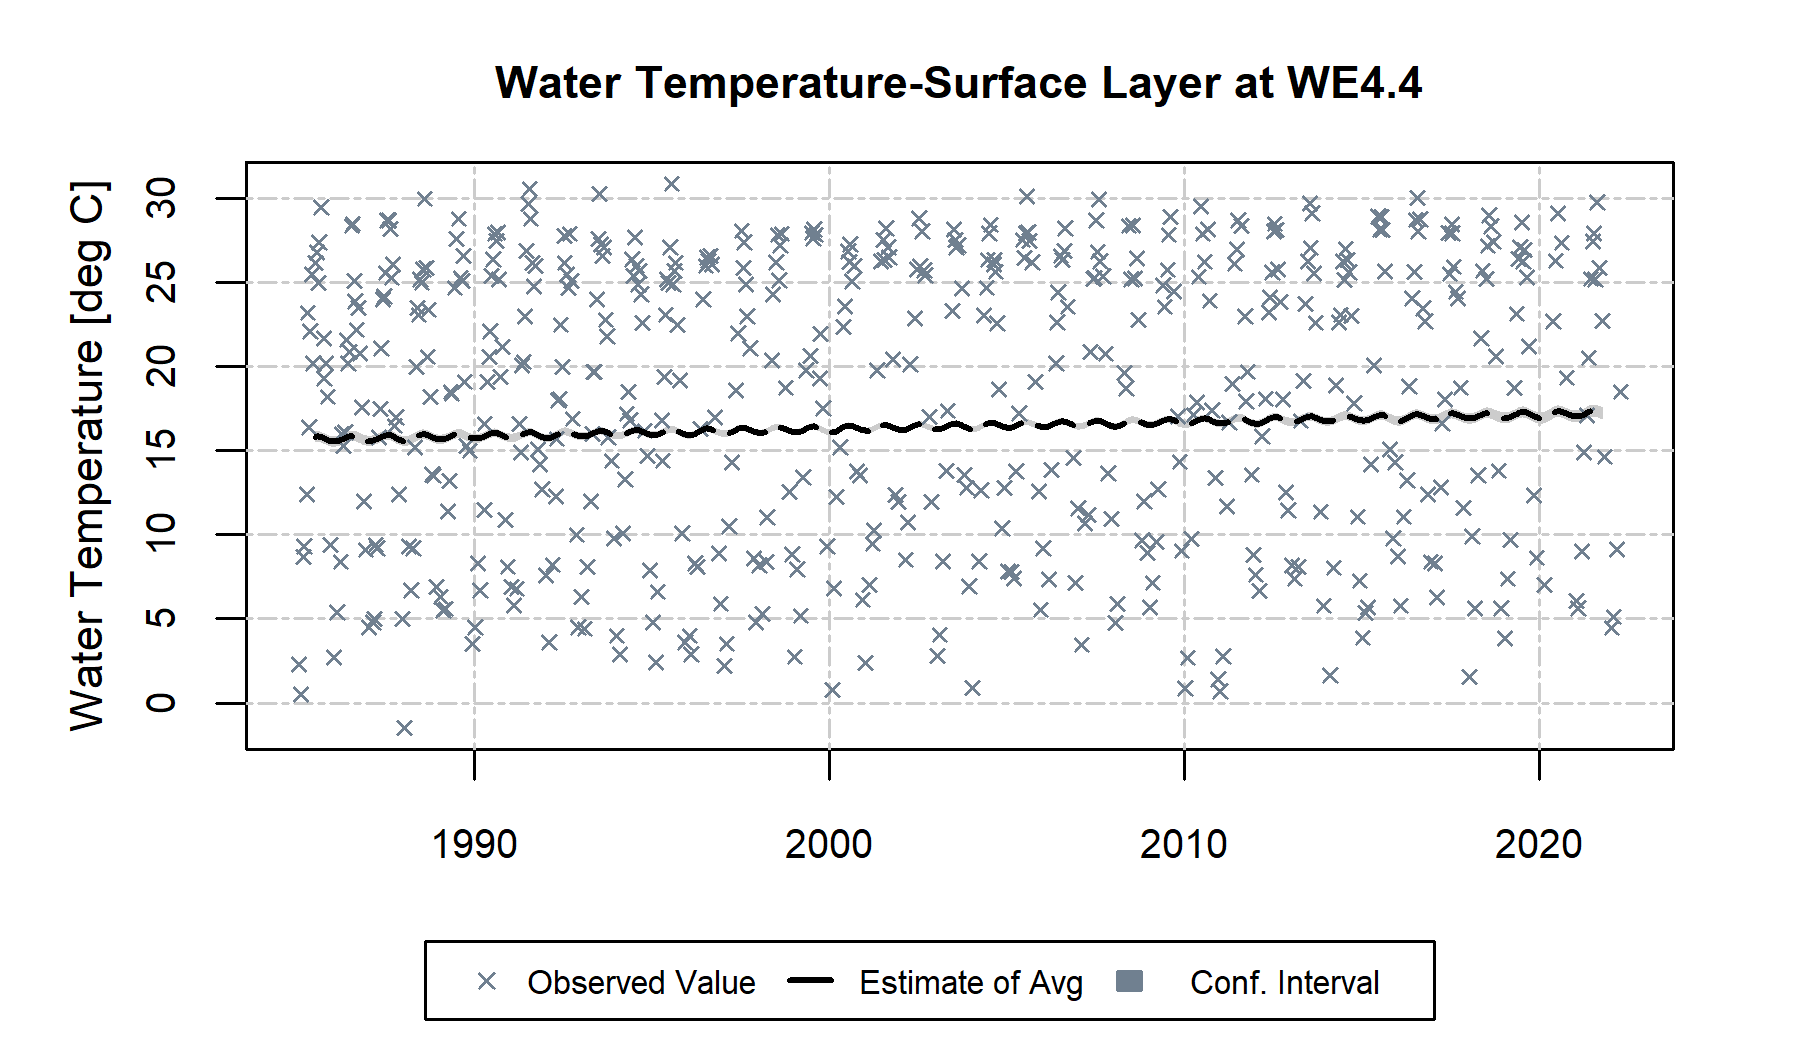 Water Temperature-Surface Layer at WE4.4
Water Temperature [deg C]
30
25
20
15
10
5
0
1990 2000 2010 2020
Observed Value Estimate of Avg Conf. Interval